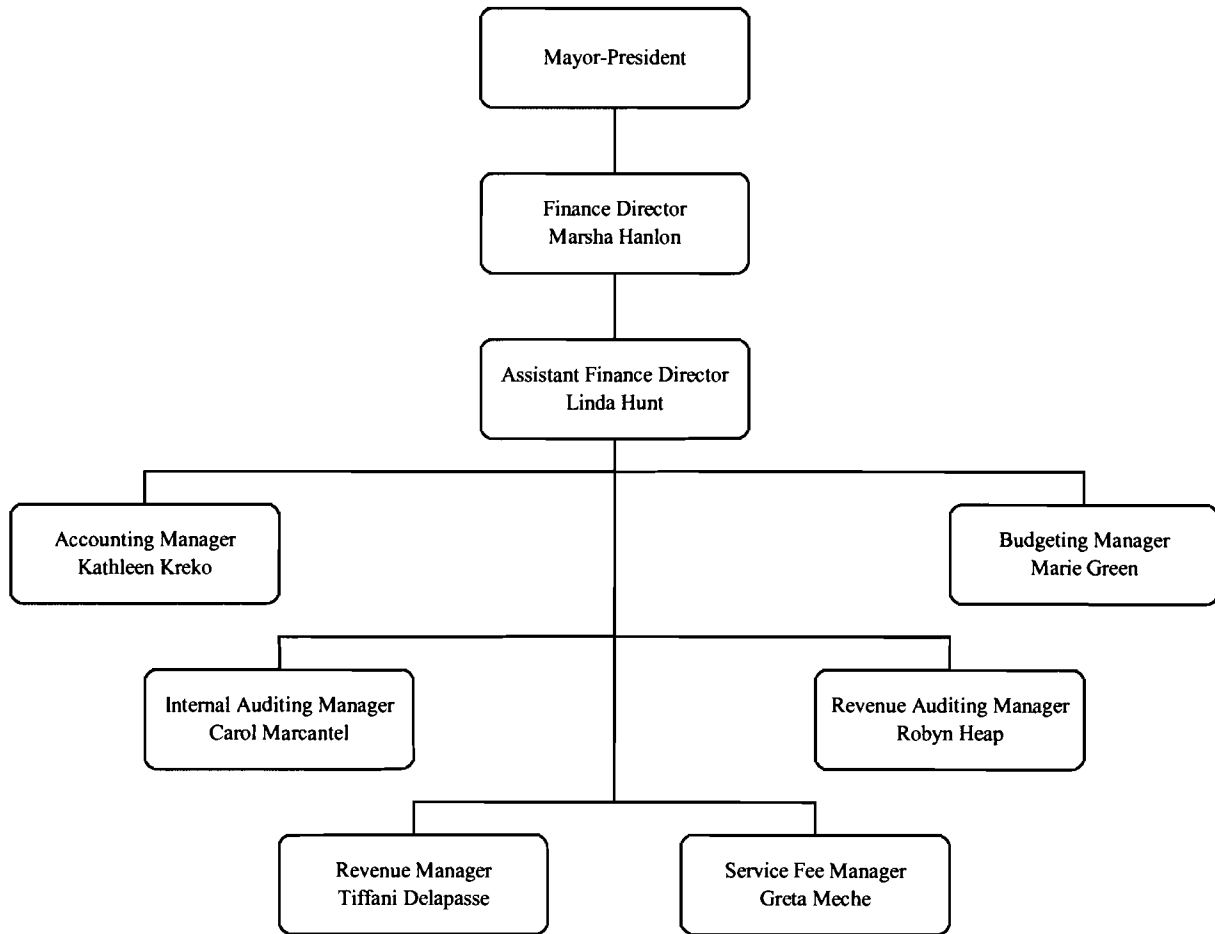 Mayor-President
Finance Director
Marsha Hanlon
Assistant Finance Director
Linda Hunt
Accounting Manager
Kathleen Kreko
Budgeting Manager
Marie Green
Internal Auditing Manager
Carol Marcantel
Revenue Auditing Manager
Robyn Heap
Revenue Manager
Tiffani Delapasse
Service Fee Manager
Greta Meche